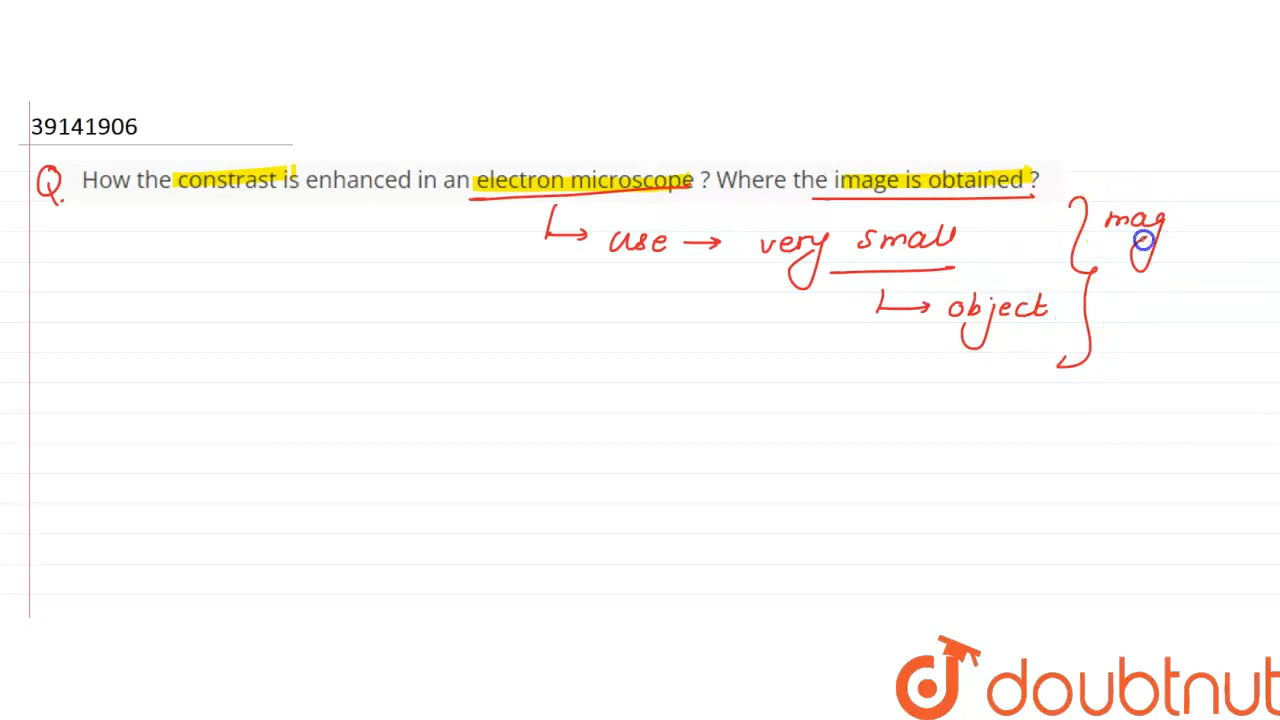 39141906
Q. How the constrast is enhanced in an electron microscope ? Where the image is obtained ?
mag
use → very small
object
doubtnut